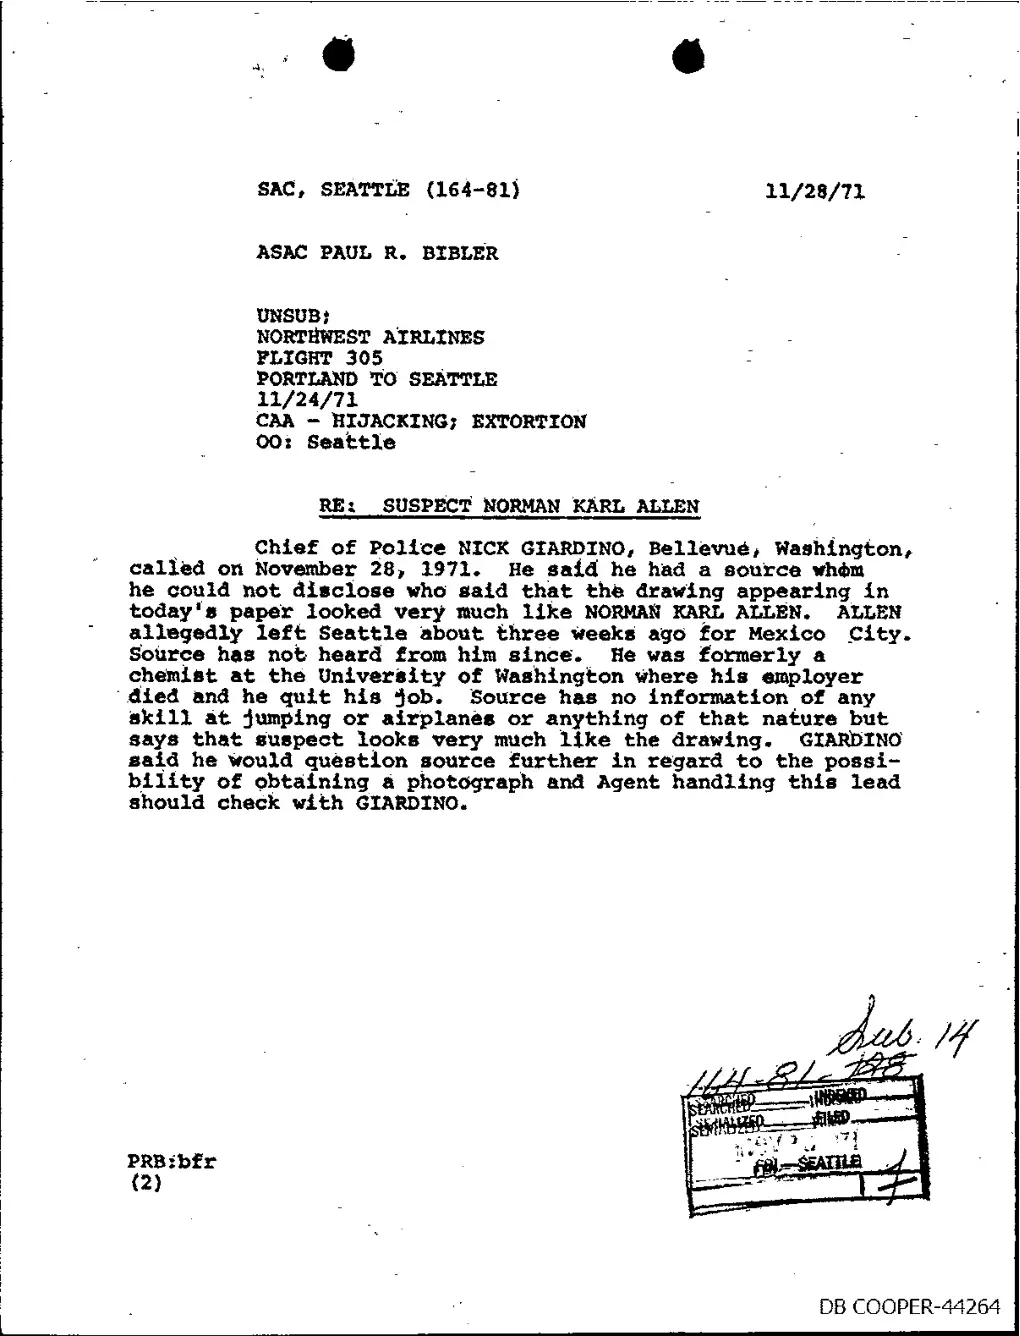 SAC, SEATTLE (164-81) 11/28/71
ASAC PAUL R. BIBLER
UNSUB;
NORTHWEST AIRLINES
FLIGHT 305
PORTLAND TO SEATTLE
11/24/71
CAA - HIJACKING; EXTORTION
OO: Seattle
RE: SUSPECT NORMAN KARL ALLEN
Chief of Police NICK GIARDINO, Bellevue, Washington,
called on November 28, 1971. He said he had a source whom
he could not disclose who said that the drawing appearing in
today's paper looked very much like NORMAN KARL ALLEN. ALLEN
allegedly left Seattle about three weeks ago for Mexico City.
Source has not heard from him since. He was formerly a
chemist at the University of Washington where his employer
died and he quit his job. Source has no information of any
skill at jumping or airplanes or anything of that nature but
says that suspect looks very much like the drawing. GIARDINO
said he would question source further in regard to the possi-
bility of obtaining a photograph and Agent handling this lead
should check with GIARDINO.
Sub. 14
164-81-
SEARCHED INDEXED
SERIALIZED FILED
FBI-SEATTLE
PRB:bfr
(2)
DB COOPER-44264